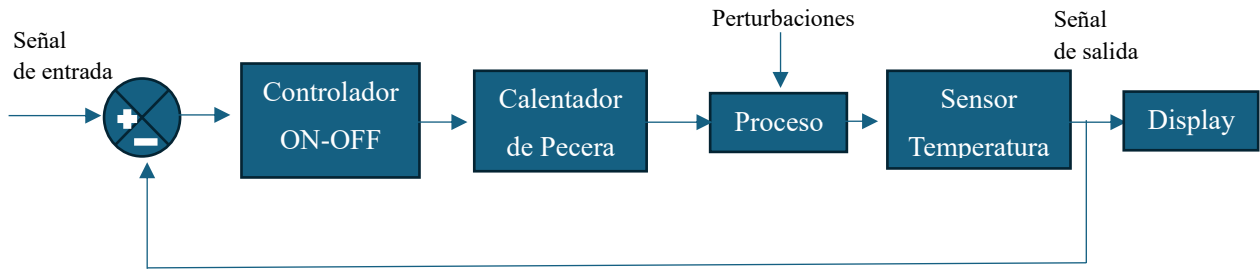 Perturbaciones
Señal
de entrada
Señal
de salida
+
−
Controlador
ON-OFF
Calentador
de Pecera
Proceso
Sensor
Temperatura
Display